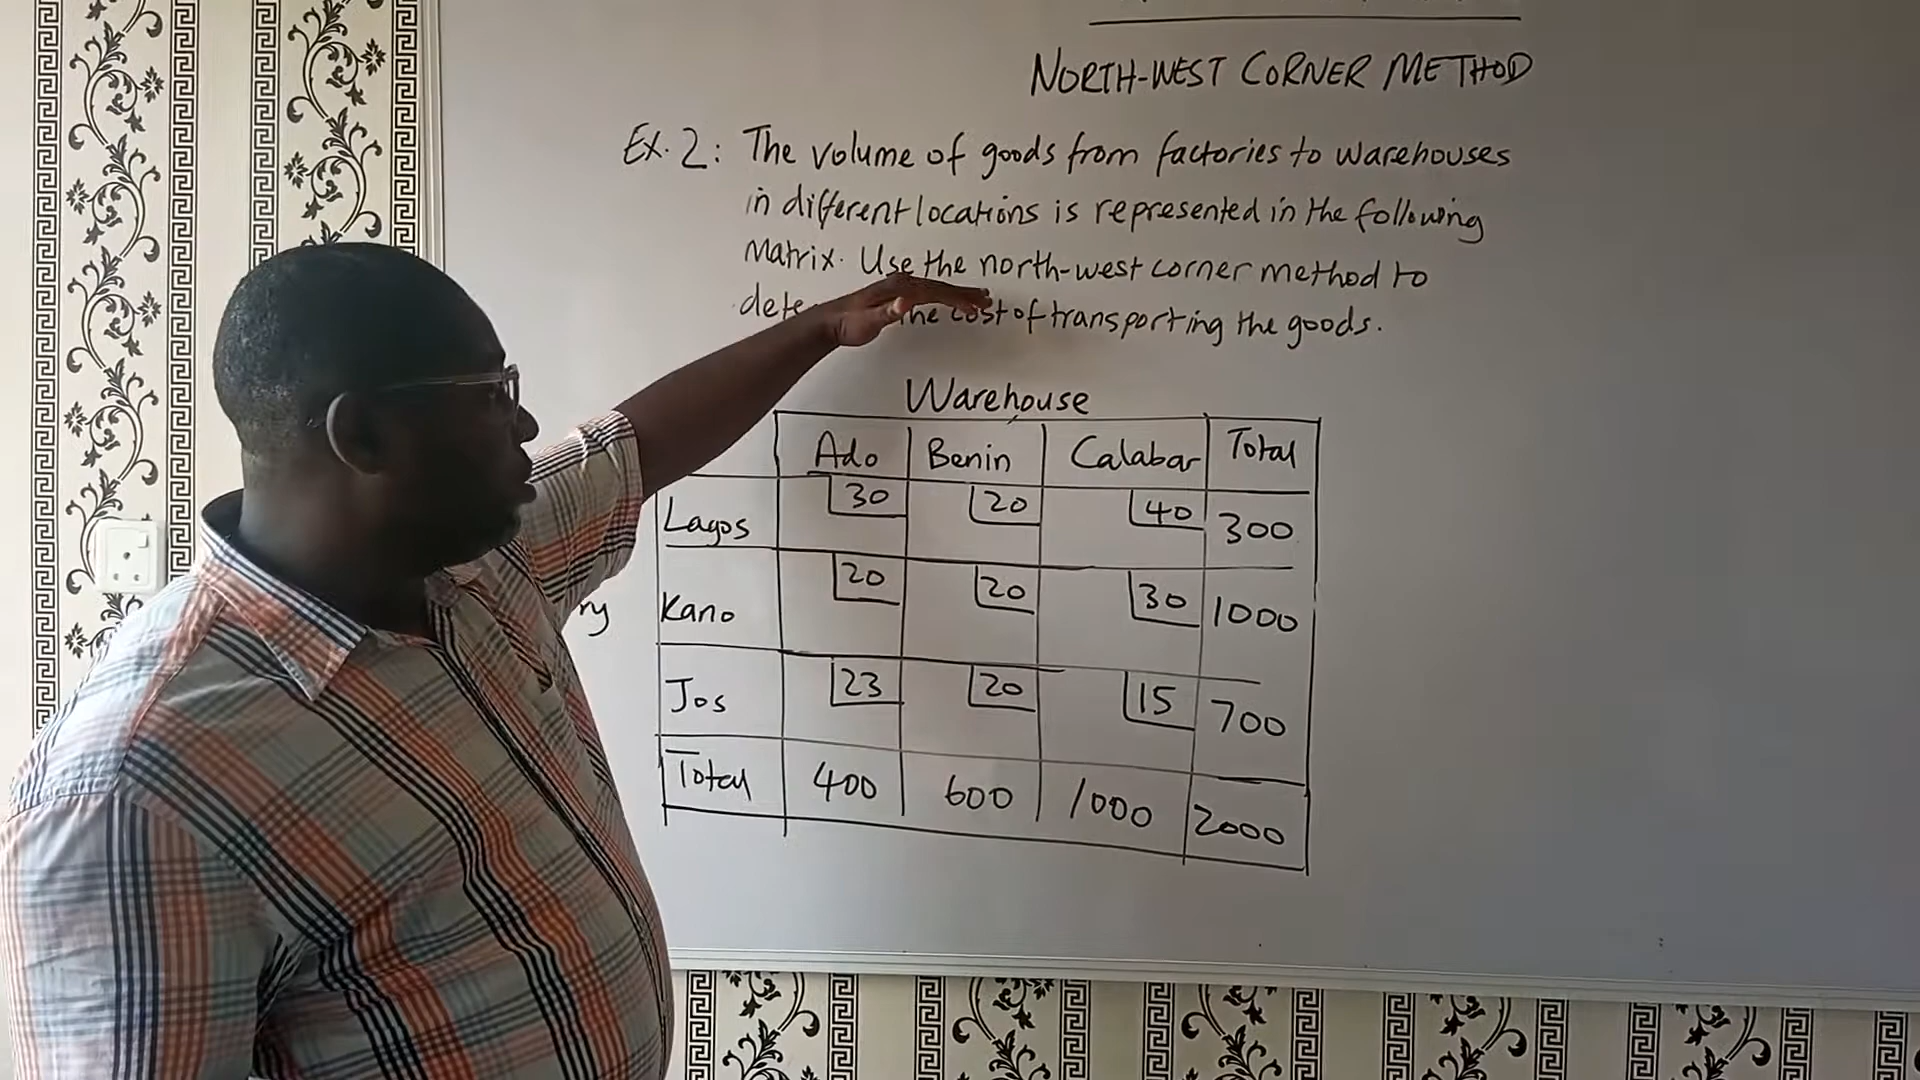 NORTH-WEST CORNER METHOD
Ex. 2: The volume of goods from factories to warehouses
in different locations is represented in the following
Matrix. Use the north-west corner method to
the cost of transporting the goods.
Warehouse
Ado Benin Calabar Total
Lagos 30 20 40 300
Kano 20 20 30 1000
Jos 23 20 15 700
Total 400 600 1000 2000